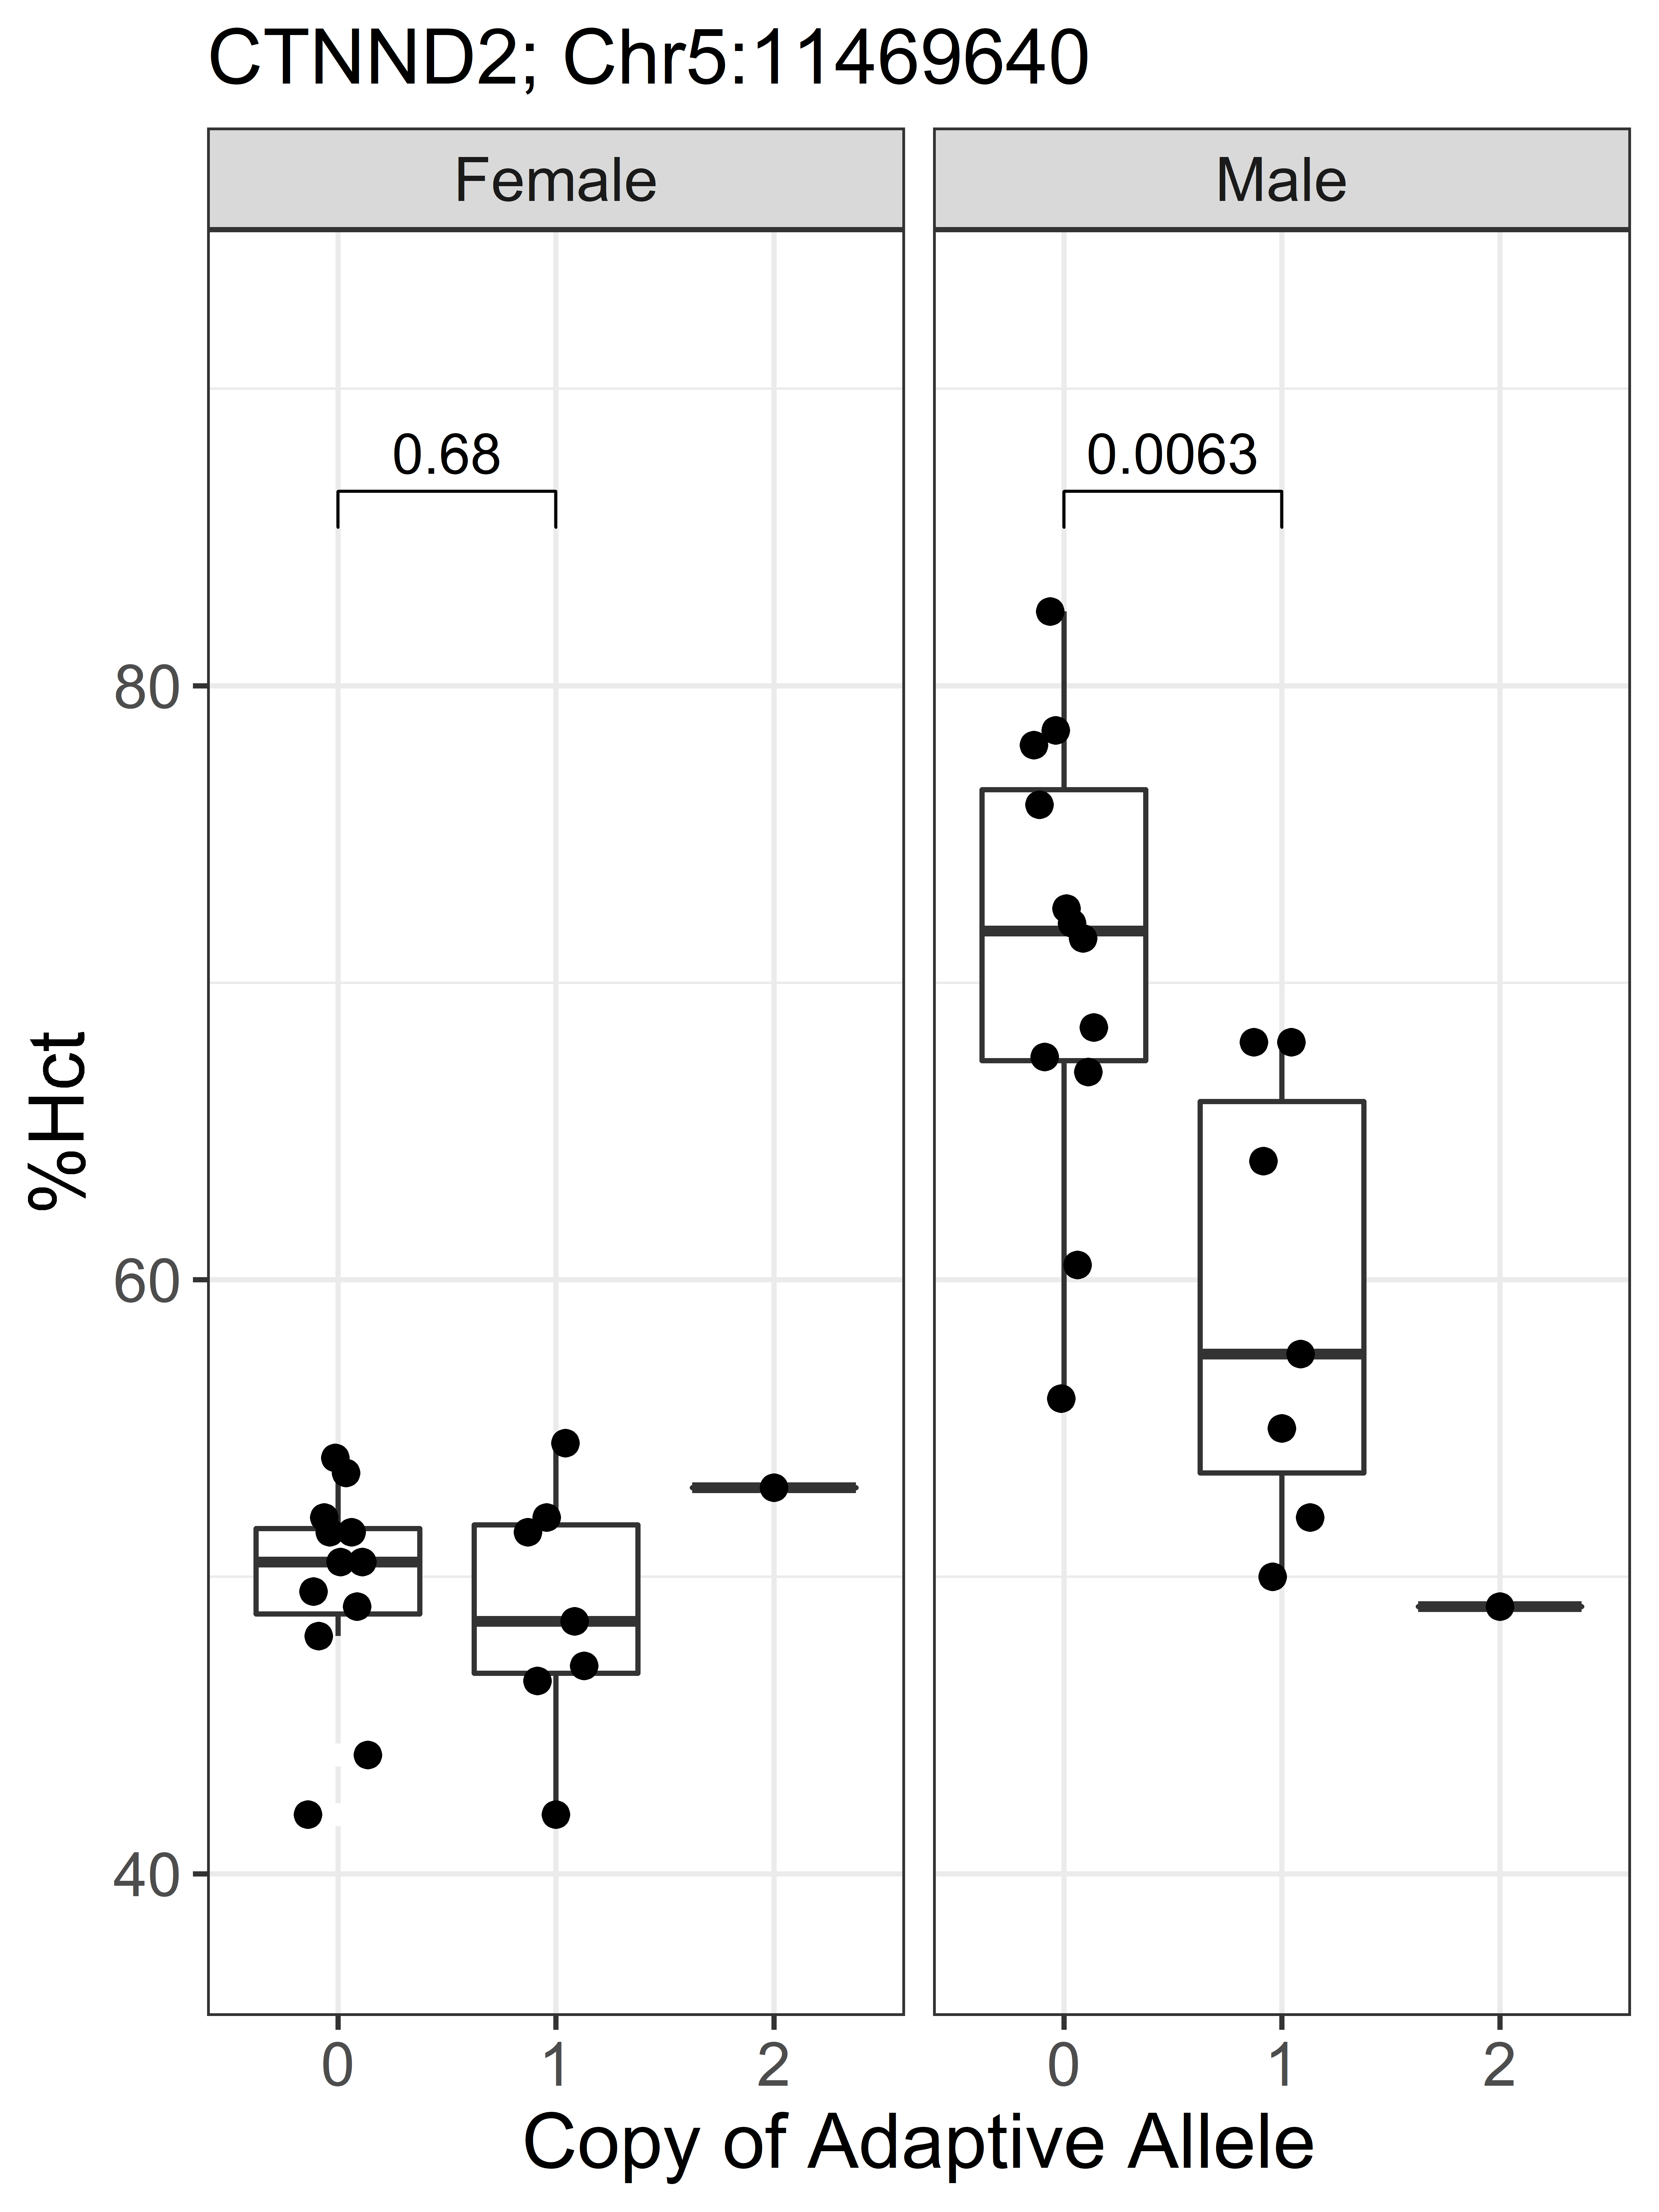 CTNND2; Chr5:11469640
Female
Male
0.68
0.0063
80
60
40
%Hct
0 1 2
0 1 2
Copy of Adaptive Allele